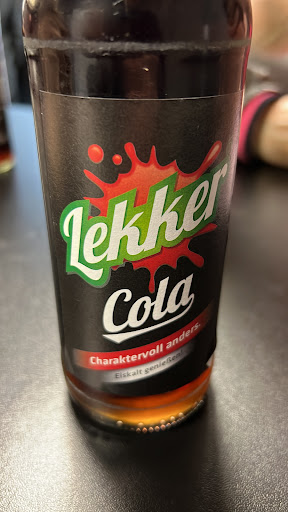 Lekker
Cola
Charaktervoll anders.
Eiskalt genießen!